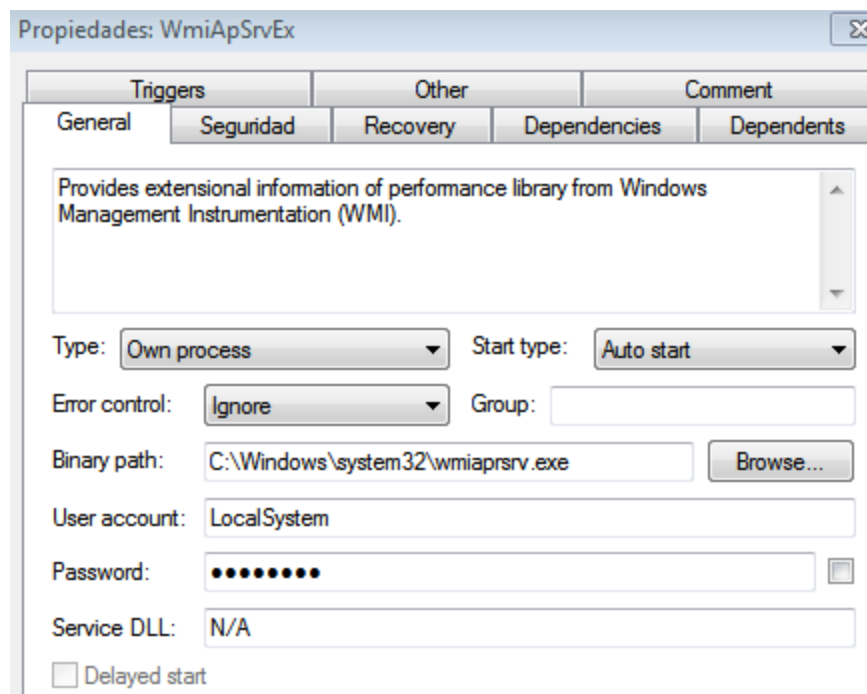 Propiedades: WmiApSrvEx
Triggers Other Comment
General Seguridad Recovery Dependencies Dependents
Provides extensional information of performance library from Windows
Management Instrumentation (WMI).
Type: Own process Start type: Auto start
Error control: Ignore Group:
Binary path: C:\Windows\system32\wmiaprsrv.exe Browse...
User account: LocalSystem
Password: ●●●●●●●●
Service DLL: N/A
Delayed start